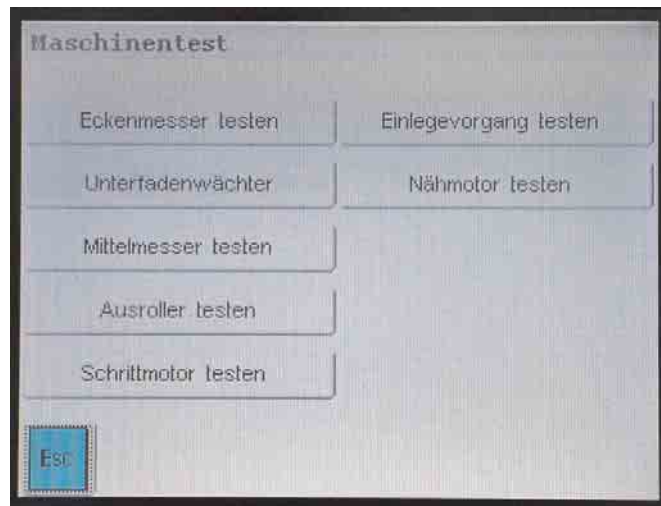 Maschinentest
Eckenmesser testen
Einlegevorgang testen
Unterfadenwächter
Nähmotor testen
Mittelmesser testen
Ausroller testen
Schrittmotor testen
Esc